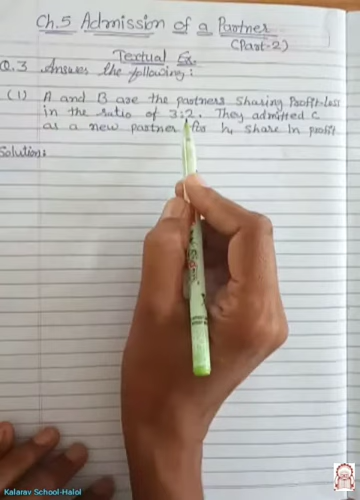 Ch.5 Admission of a Partner
(Part-2)
Textual Ex.
Q.3 Answer the following:
(1) A and B are the partners sharing Profit-Loss
in the ratio of 3:2. They admitted C
as a new partner for 1/4 share in profit
Solution:
Kalarav School-Halol